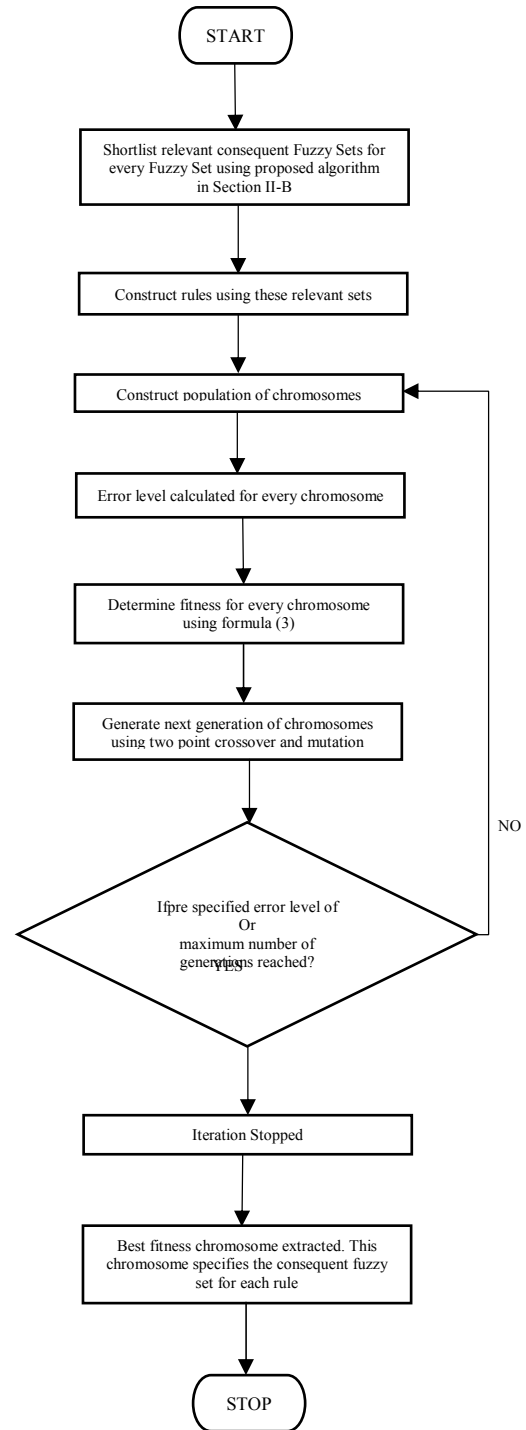 START
Shortlist relevant consequent Fuzzy Sets for
every Fuzzy Set using proposed algorithm
in Section II-B
Construct rules using these relevant sets
Construct population of chromosomes
Error level calculated for every chromosome
Determine fitness for every chromosome
using formula (3)
Generate next generation of chromosomes
using two point crossover and mutation
NO
Ifpre specified error level of
Or
maximum number of
generations reached?
YES
Iteration Stopped
Best fitness chromosome extracted. This
chromosome specifies the consequent fuzzy
set for each rule
STOP